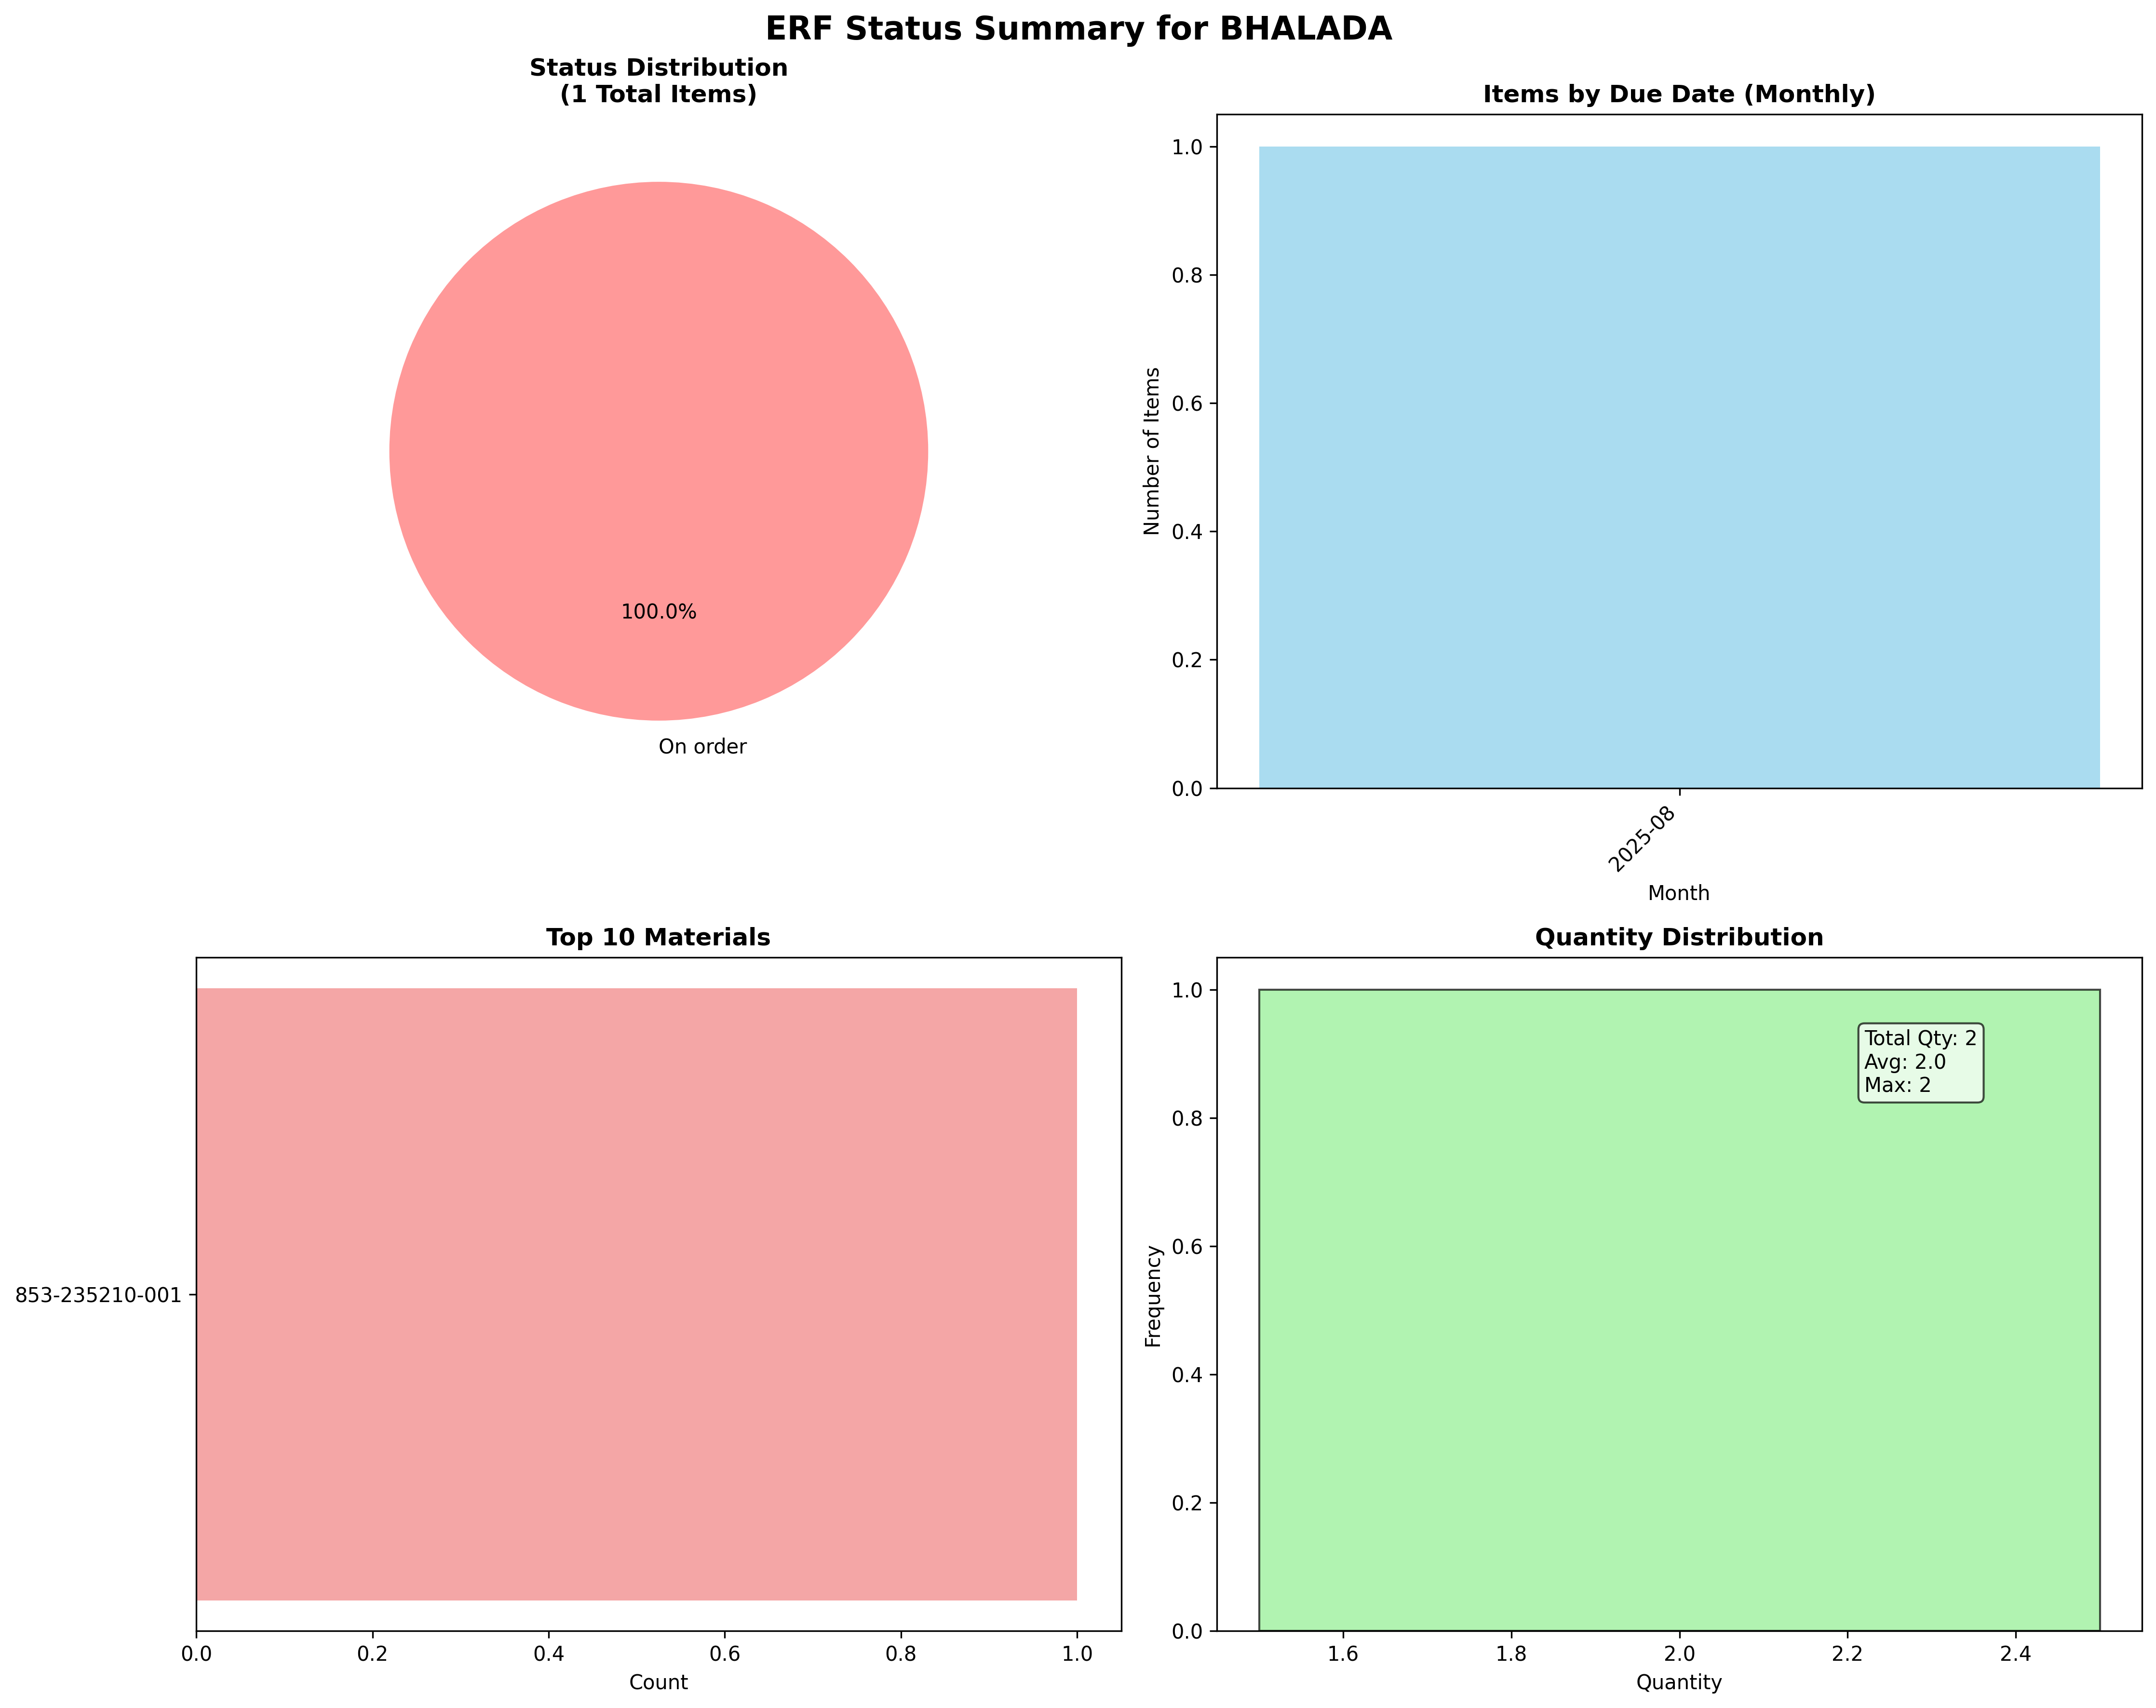 ERF Status Summary for BHALADA
Status Distribution
(1 Total Items)
100.0%
On order
Items by Due Date (Monthly)
Number of Items
1.0
0.8
0.6
0.4
0.2
0.0
2025-08
Month
Top 10 Materials
853-235210-001
0.0 0.2 0.4 0.6 0.8 1.0
Count
Quantity Distribution
Frequency
1.0
0.8
0.6
0.4
0.2
0.0
Total Qty: 2
Avg: 2.0
Max: 2
1.6 1.8 2.0 2.2 2.4
Quantity